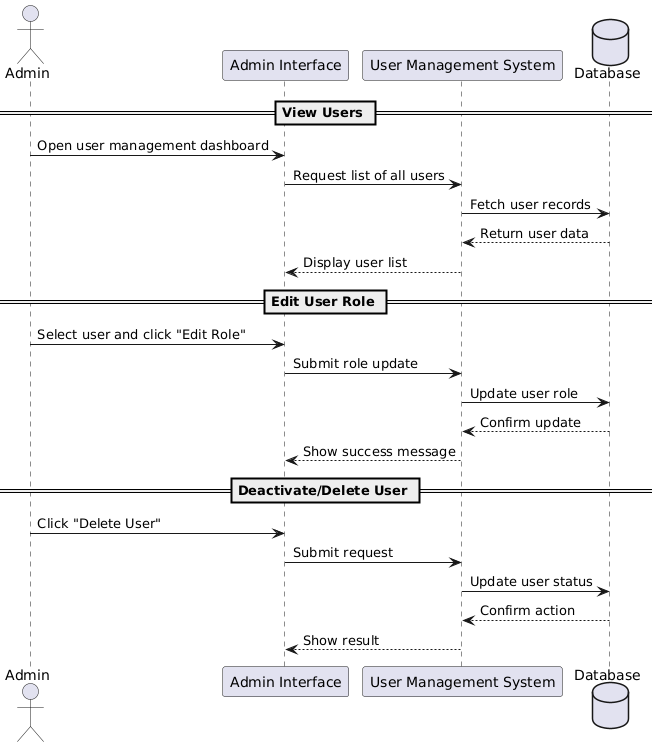 Admin
Admin Interface
User Management System
Database
View Users
Open user management dashboard
Request list of all users
Fetch user records
Return user data
Display user list
Edit User Role
Select user and click "Edit Role"
Submit role update
Update user role
Confirm update
Show success message
Deactivate/Delete User
Click "Delete User"
Submit request
Update user status
Confirm action
Show result
Admin
Admin Interface
User Management System
Database